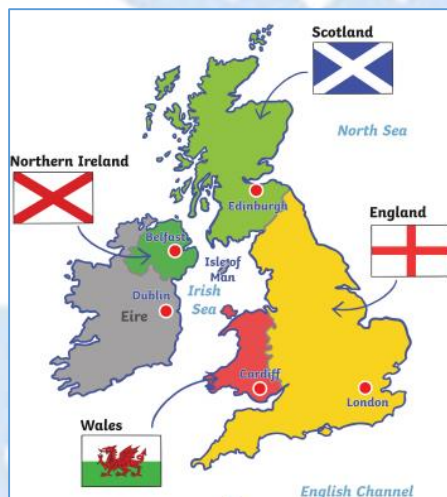 Scotland
North Sea
Northern Ireland
Edinburgh
England
Belfast
Isle of
Man
Irish
Sea
Dublin
Eire
Cardiff
London
Wales
English Channel